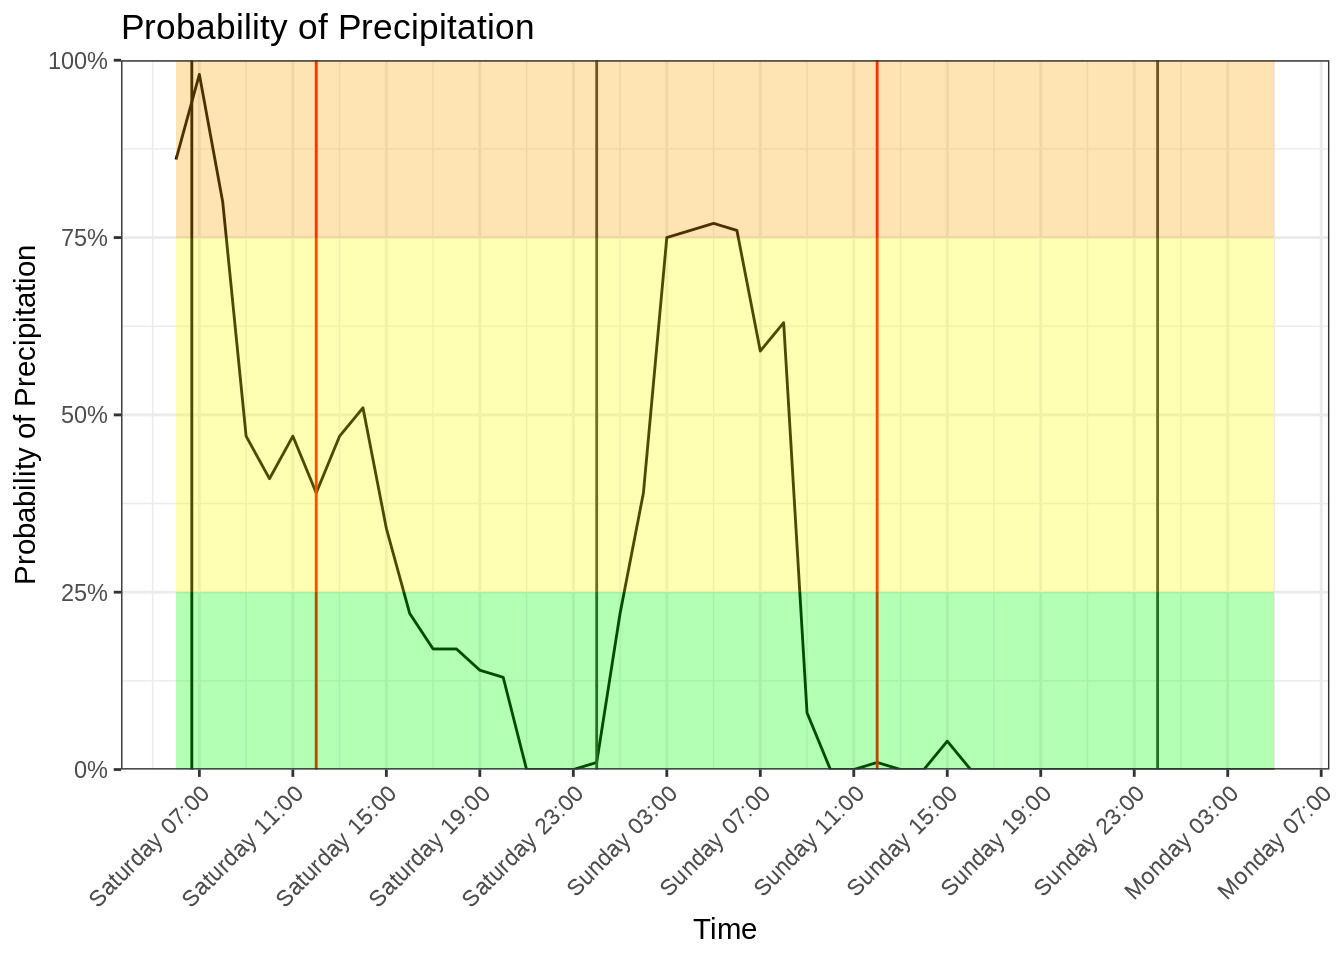 Probability of Precipitation
Probability of Precipitation
100%
75%
50%
25%
0%
Saturday 07:00
Saturday 11:00
Saturday 15:00
Saturday 19:00
Saturday 23:00
Sunday 03:00
Sunday 07:00
Sunday 11:00
Sunday 15:00
Sunday 19:00
Sunday 23:00
Monday 03:00
Monday 07:00
Time